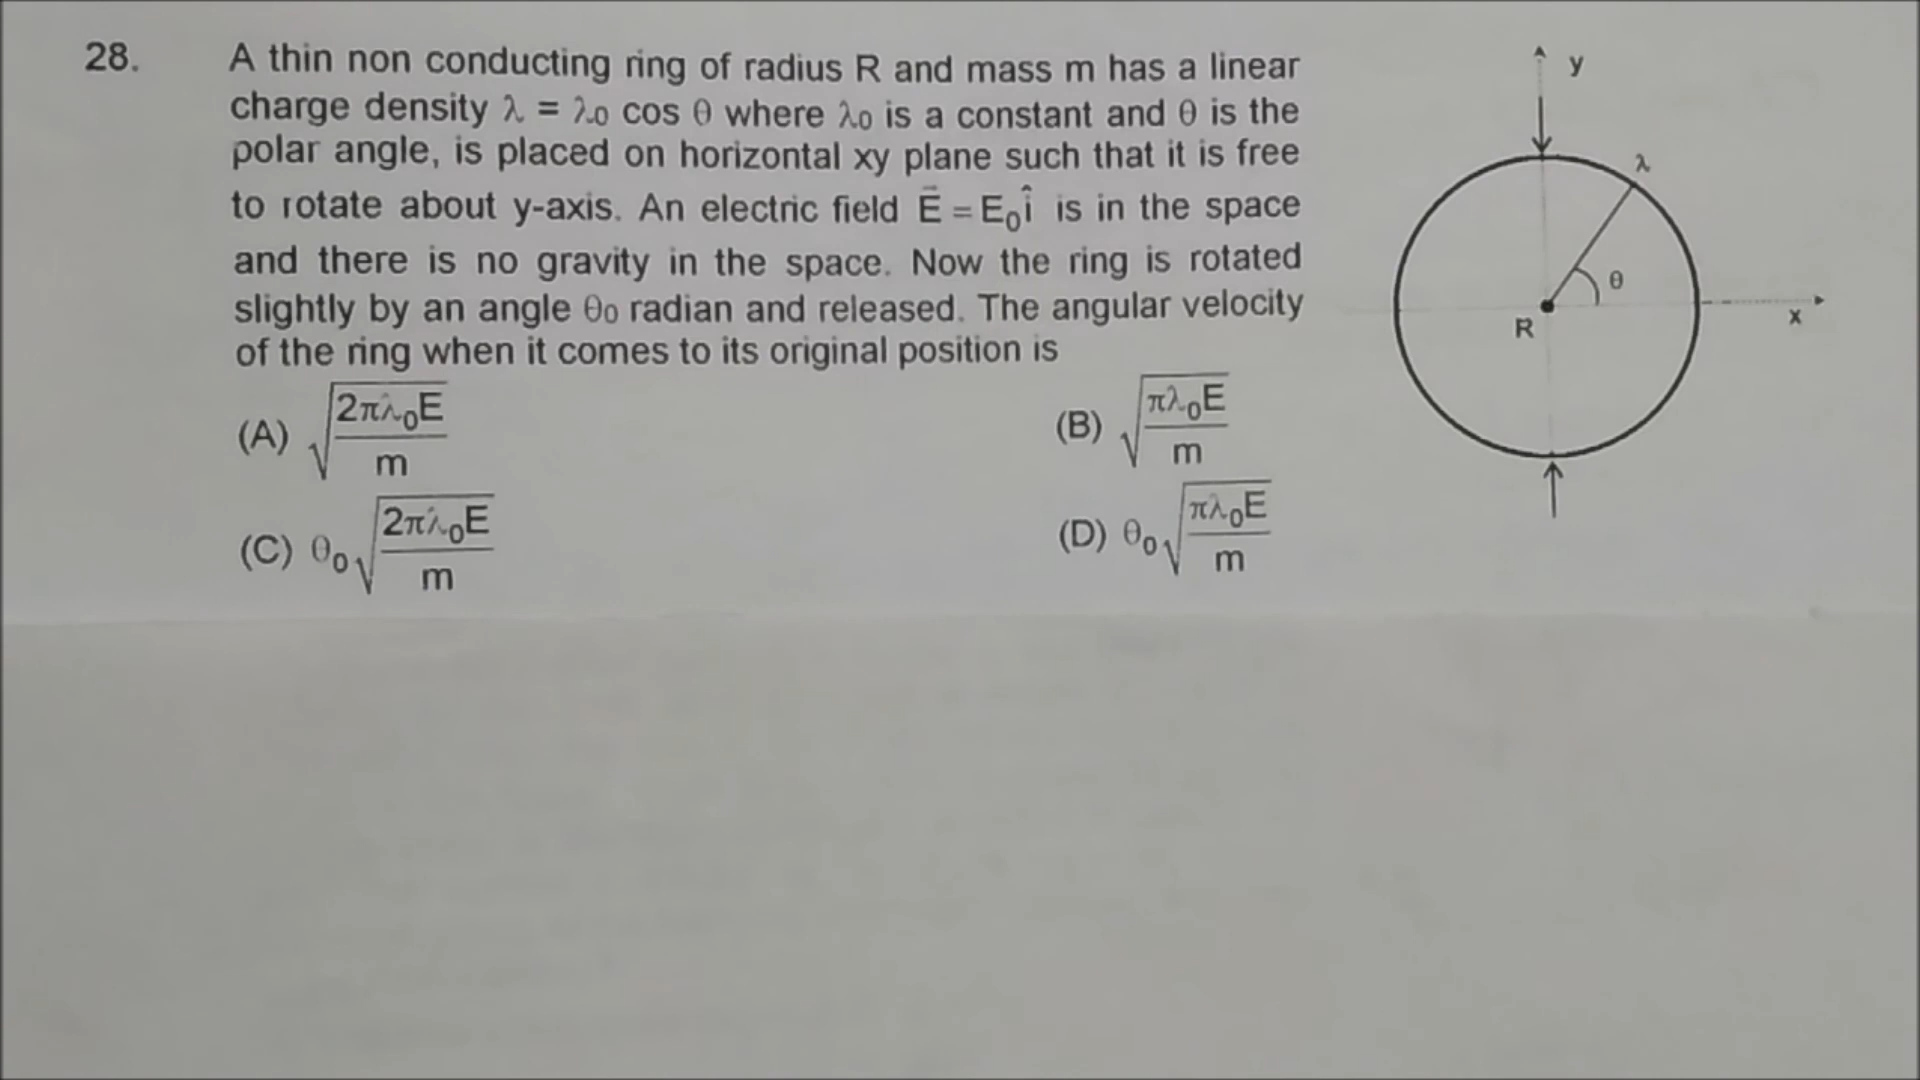 28. A thin non conducting ring of radius R and mass m has a linear
charge density λ = λ0 cos θ where λ0 is a constant and θ is the
polar angle, is placed on horizontal xy plane such that it is free
to rotate about y-axis. An electric field E⃗ = E₀î is in the space
and there is no gravity in the space. Now the ring is rotated
slightly by an angle θ0 radian and released. The angular velocity
of the ring when it comes to its original position is
(A) √(2πλ₀E/m) (B) √(πλ₀E/m)
(C) θ₀√(2πλ₀E/m) (D) θ₀√(πλ₀E/m)
y
λ
θ
R
x